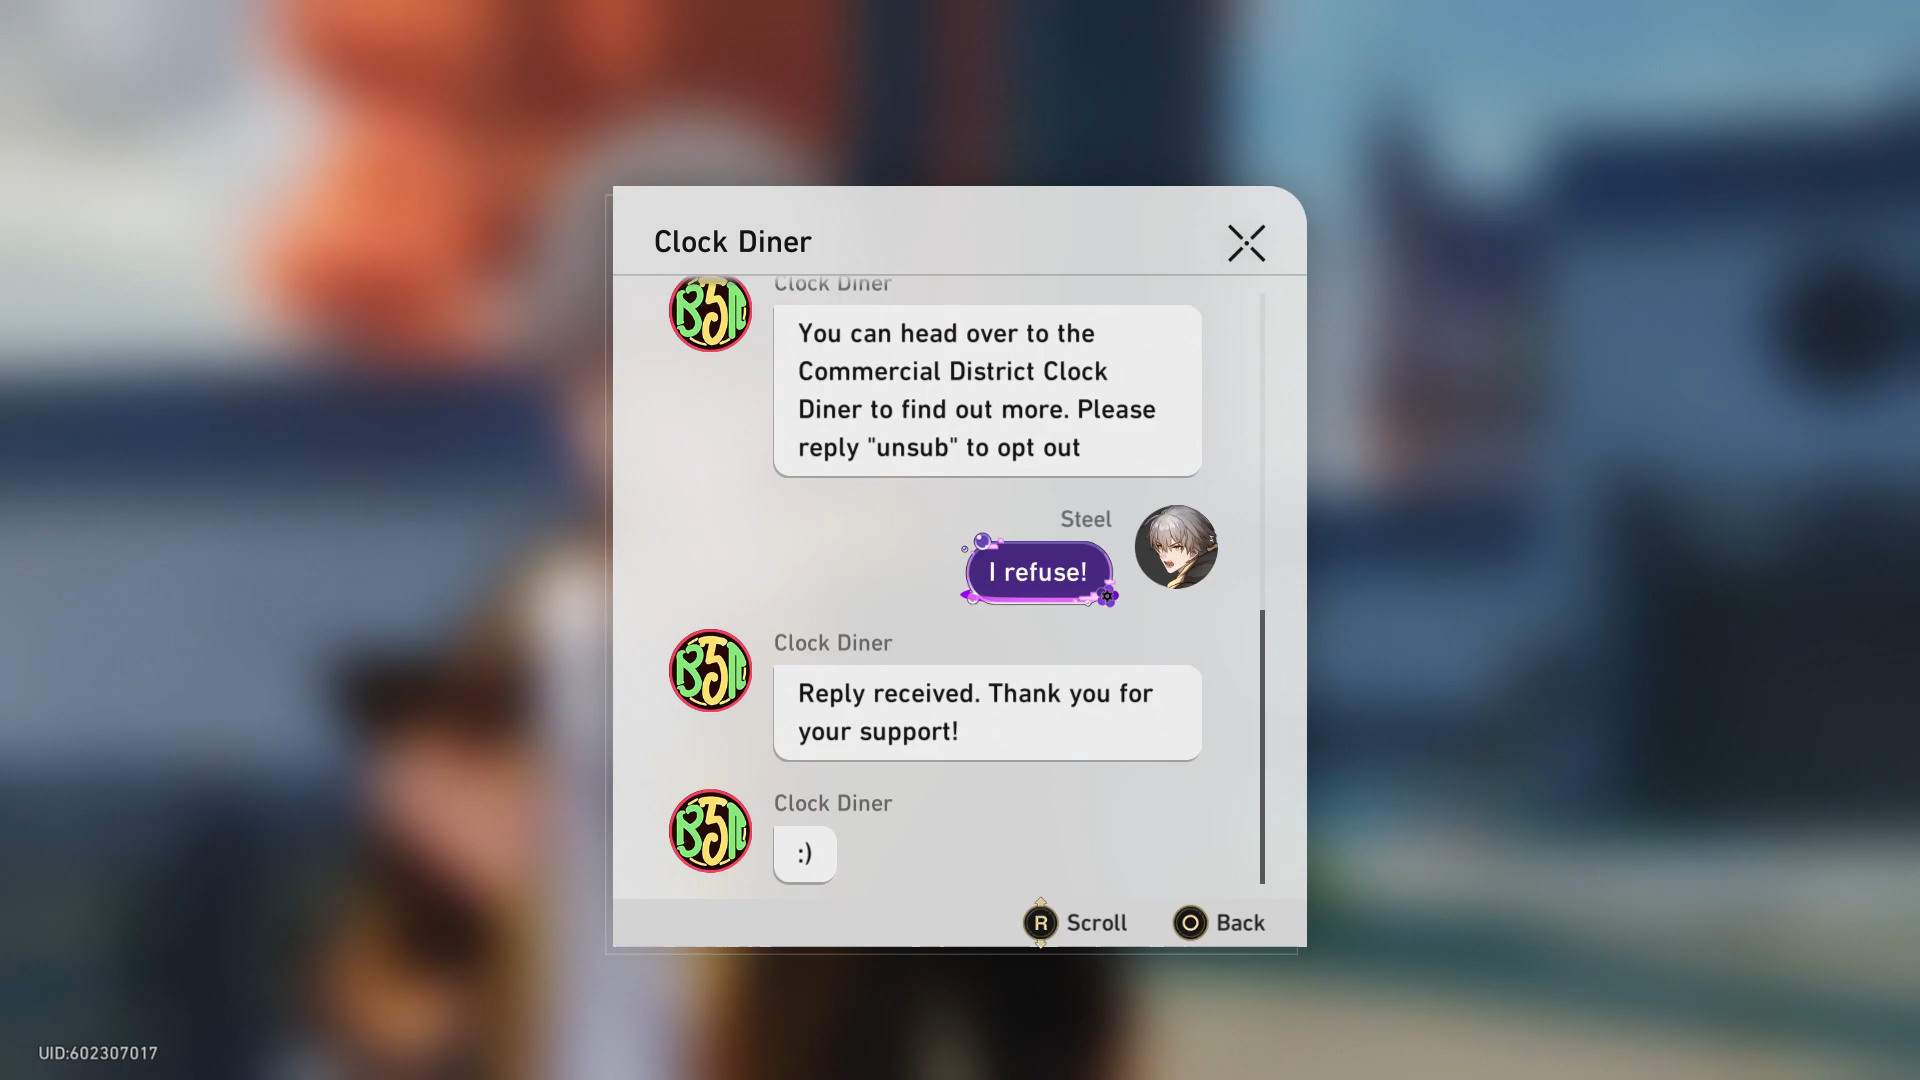 Clock Diner
Clock Diner
You can head over to the
Commercial District Clock
Diner to find out more. Please
reply "unsub" to opt out
Steel
I refuse!
Clock Diner
Reply received. Thank you for
your support!
Clock Diner
:)
R Scroll
Back
UID:602307017